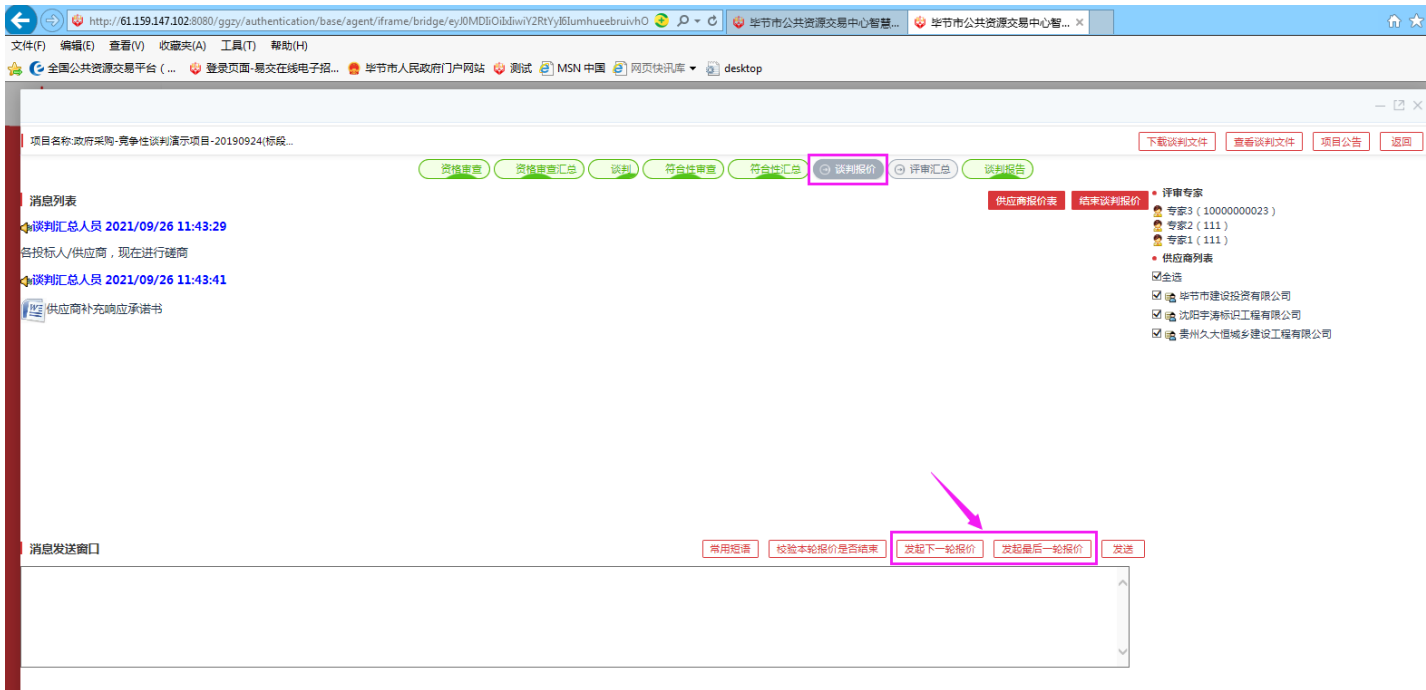 http://61.159.147.102:8080/ggzy/authentication/base/agent/iframe/bridge/eyJ0MDIiOiIxIiwiY2RtYyI6Iumhueebruivh0
毕节市公共资源交易中心智慧...
毕节市公共资源交易中心智...
文件(F) 编辑(E) 查看(V) 收藏夹(A) 工具(T) 帮助(H)
全国公共资源交易平台 ( ... 登录页面-易交在线电子招... 毕节市人民政府门户网站 测试 MSN 中国 网页快讯库 desktop
项目名称:政府采购-竞争性谈判演示项目-20190924(标段...
下载谈判文件 查看谈判文件 项目公告 返回
资格审查 资格审查汇总 谈判 符合性审查 符合性汇总 谈判报价 评审汇总 谈判报告
消息列表
供应商报价表 结束谈判报价
谈判汇总人员 2021/09/26 11:43:29
各投标人/供应商，现在进行磋商
谈判汇总人员 2021/09/26 11:43:41
供应商补充响应承诺书
评审专家
专家3 ( 10000000023 )
专家2 ( 111 )
专家1 ( 111 )
供应商列表
全选
毕节市建设投资有限公司
沈阳宇涛标识工程有限公司
贵州久大恒城乡建设工程有限公司
消息发送窗口
常用短语 校验本轮报价是否结束 发起下一轮报价 发起最后一轮报价 发送